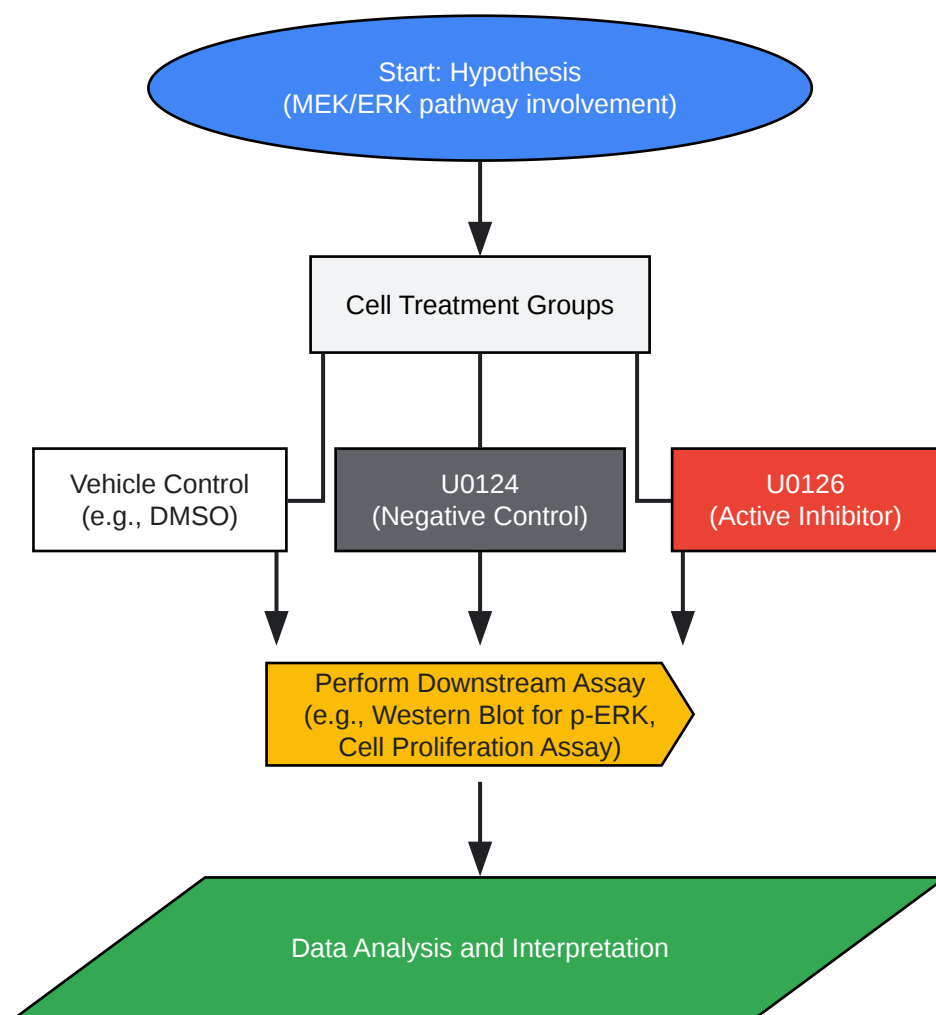 Start: Hypothesis
(MEK/ERK pathway involvement)
Cell Treatment Groups
Vehicle Control
(e.g., DMSO)
U0124
(Negative Control)
U0126
(Active Inhibitor)
Perform Downstream Assay
(e.g., Western Blot for p-ERK,
Cell Proliferation Assay)
Data Analysis and Interpretation